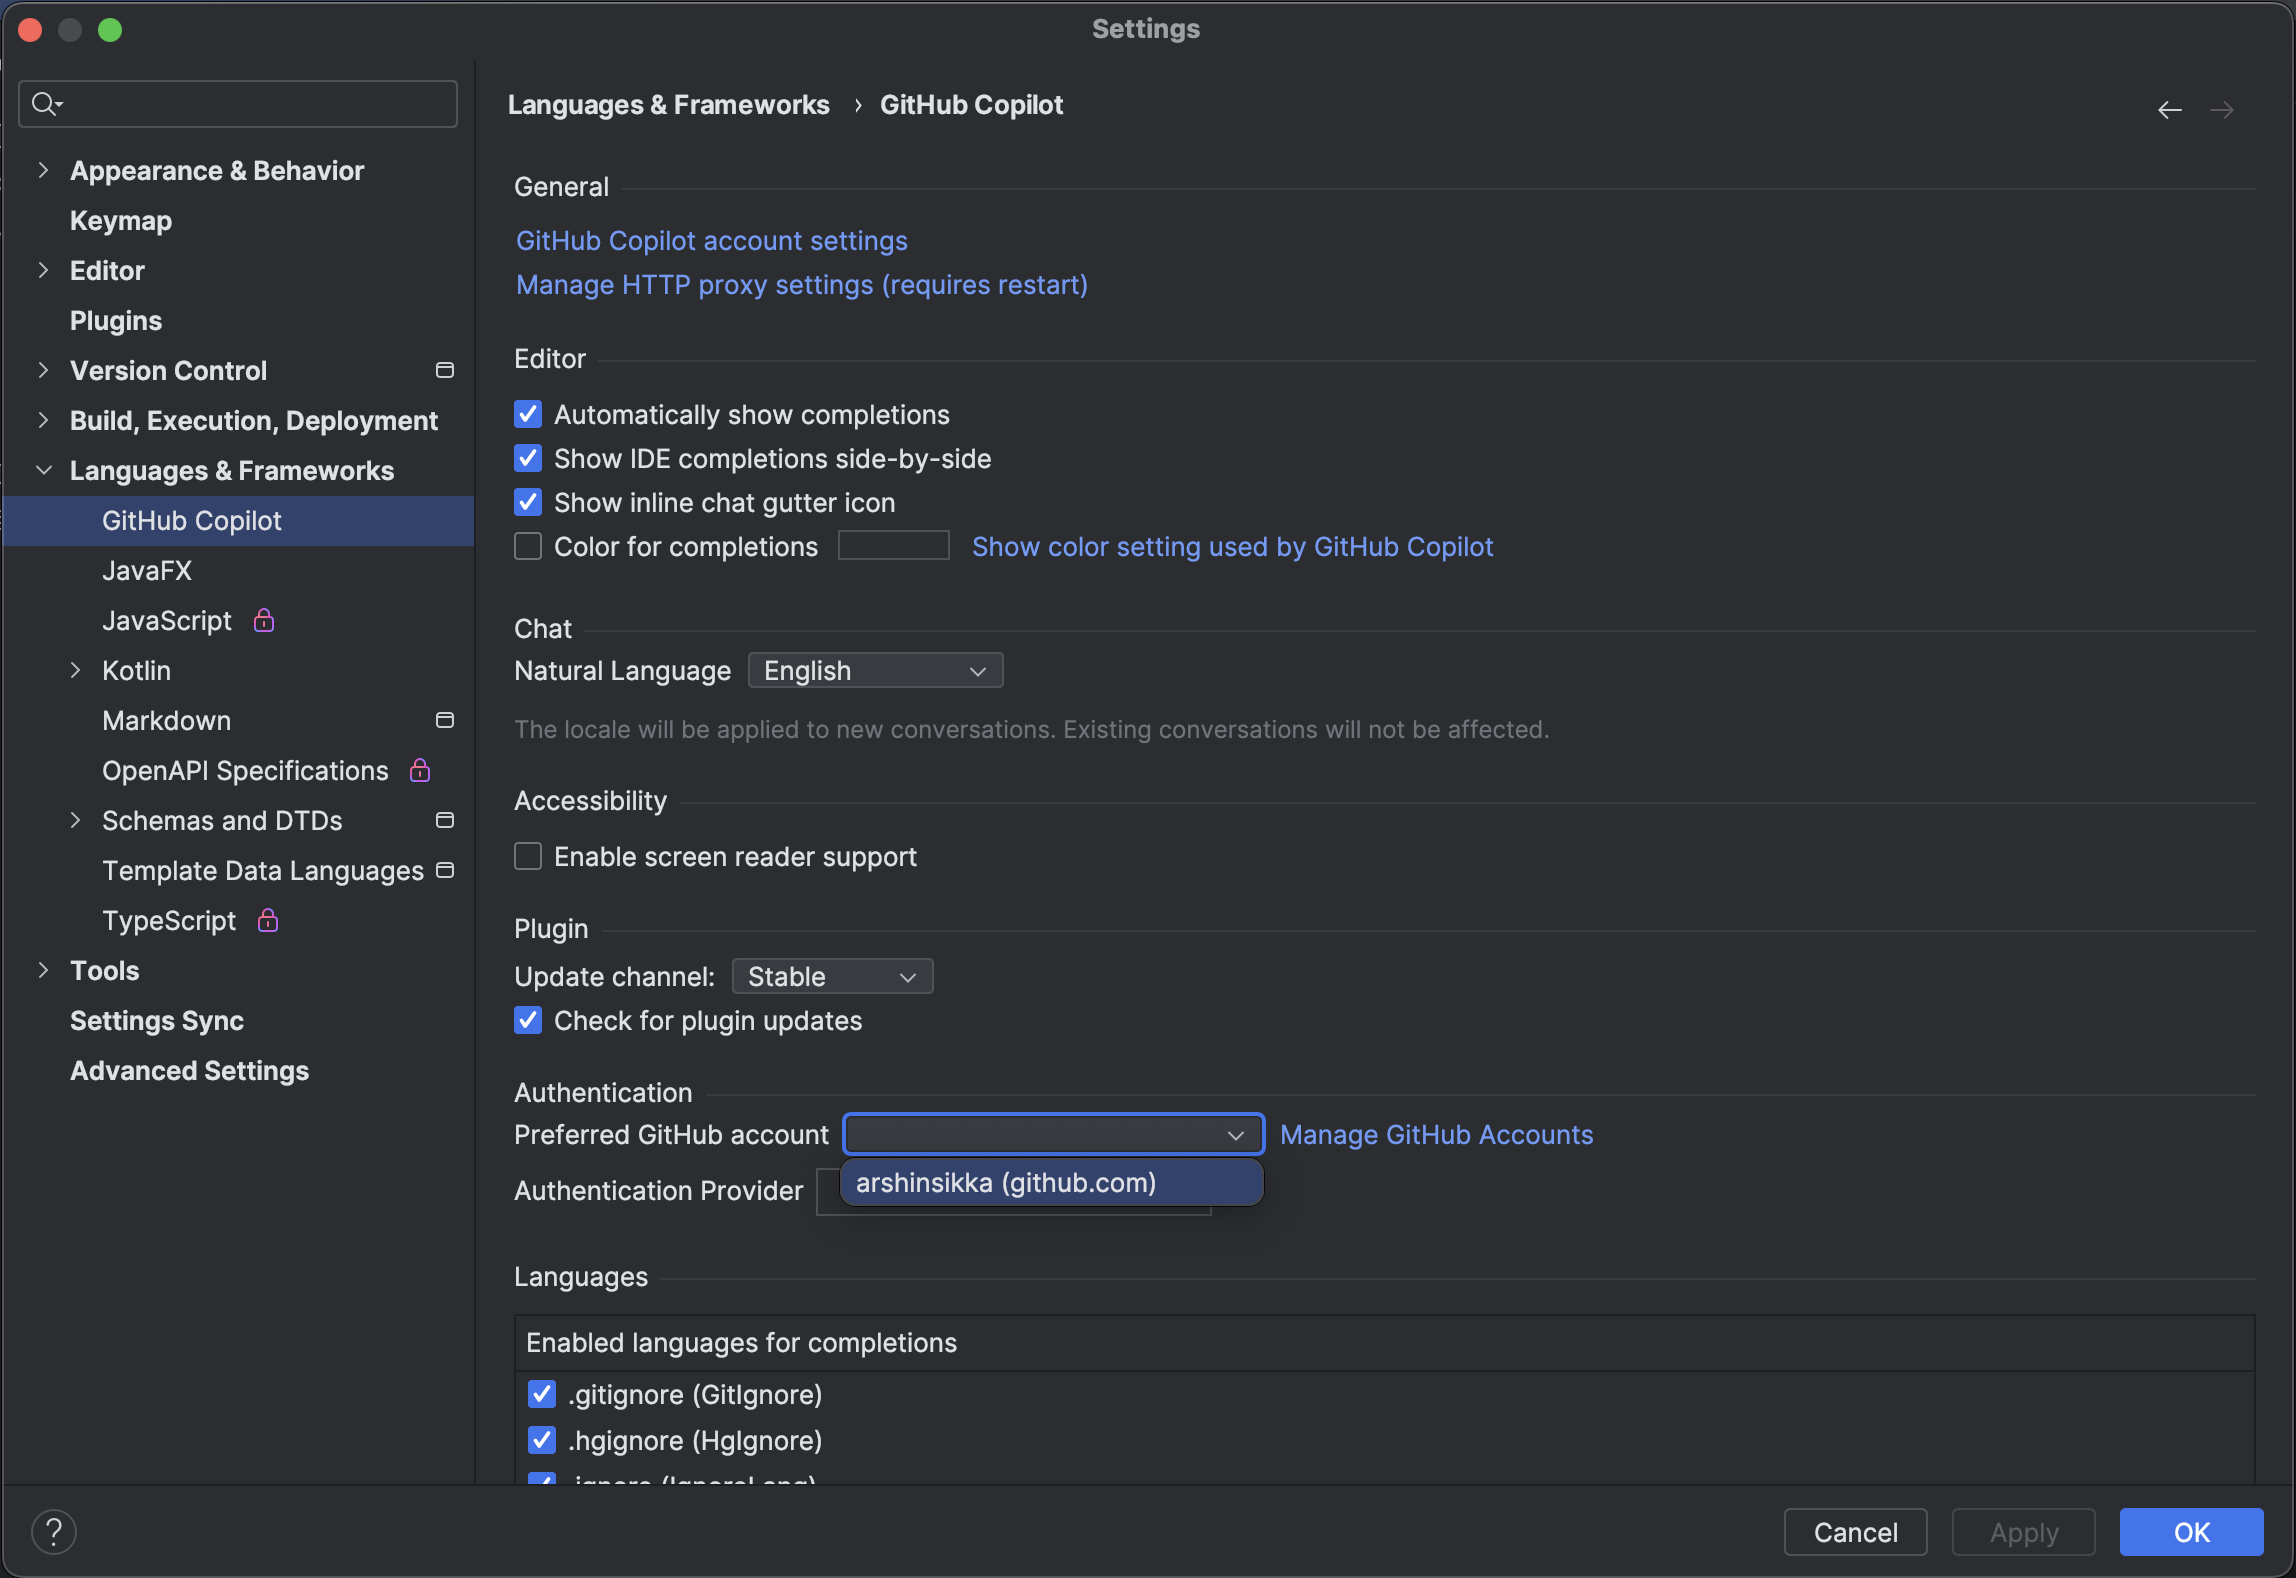 Settings
Languages & Frameworks › GitHub Copilot
Appearance & Behavior
Keymap
Editor
Plugins
Version Control
Build, Execution, Deployment
Languages & Frameworks
GitHub Copilot
JavaFX
JavaScript
Kotlin
Markdown
OpenAPI Specifications
Schemas and DTDs
Template Data Languages
TypeScript
Tools
Settings Sync
Advanced Settings
General
GitHub Copilot account settings
Manage HTTP proxy settings (requires restart)
Editor
Automatically show completions
Show IDE completions side-by-side
Show inline chat gutter icon
Color for completions Show color setting used by GitHub Copilot
Chat
Natural Language English
The locale will be applied to new conversations. Existing conversations will not be affected.
Accessibility
Enable screen reader support
Plugin
Update channel: Stable
Check for plugin updates
Authentication
Preferred GitHub account Manage GitHub Accounts
arshinsikka (github.com)
Authentication Provider
Languages
Enabled languages for completions
.gitignore (GitIgnore)
.hgignore (HgIgnore)
.ignore (IgnoreLang)
? Cancel Apply OK